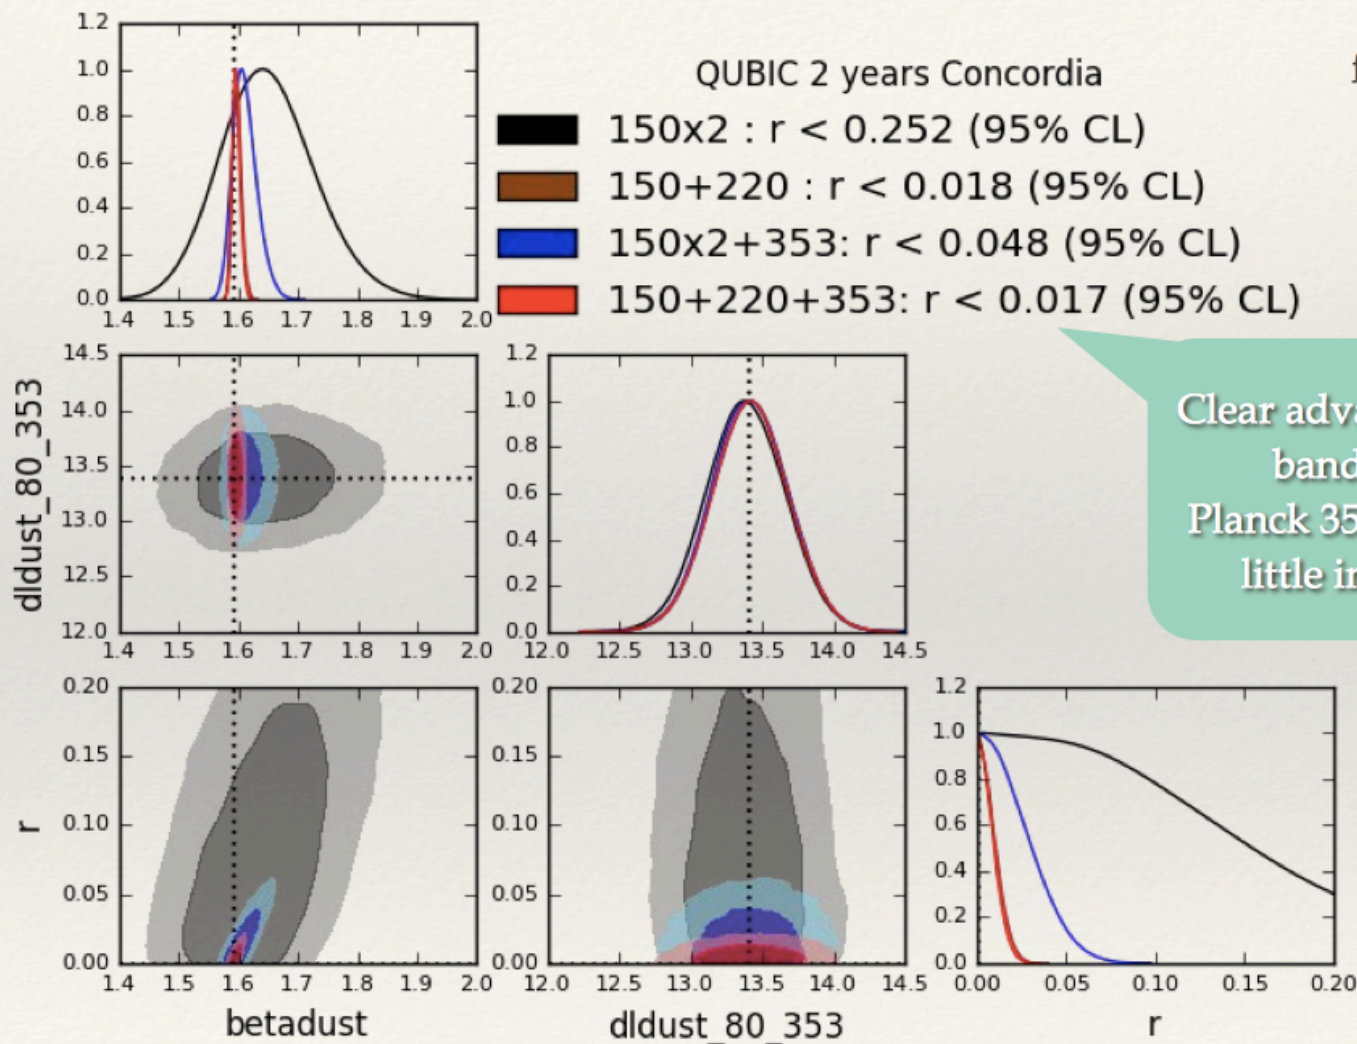 QUBIC 2 years Concordia
150x2 : r < 0.252 (95% CL)
150+220 : r < 0.018 (95% CL)
150x2+353: r < 0.048 (95% CL)
150+220+353: r < 0.017 (95% CL)
1.2
1.0
0.8
0.6
0.4
0.2
0.0
1.4 1.5 1.6 1.7 1.8 1.9 2.0
Clear
band
Planck
little
dldust_80_353
14.5
14.0
13.5
13.0
12.5
12.0
1.4 1.5 1.6 1.7 1.8 1.9 2.0
1.2
1.0
0.8
0.6
0.4
0.2
0.0
12.0 12.5 13.0 13.5 14.0 14.5
r
0.20
0.15
0.10
0.05
0.00
1.4 1.5 1.6 1.7 1.8 1.9 2.0
betadust
0.20
0.15
0.10
0.05
0.00
12.0 12.5 13.0 13.5 14.0 14.5
dldust_80_353
1.2
1.0
0.8
0.6
0.4
0.2
0.0
0.00 0.05 0.10 0.15 0.20
r